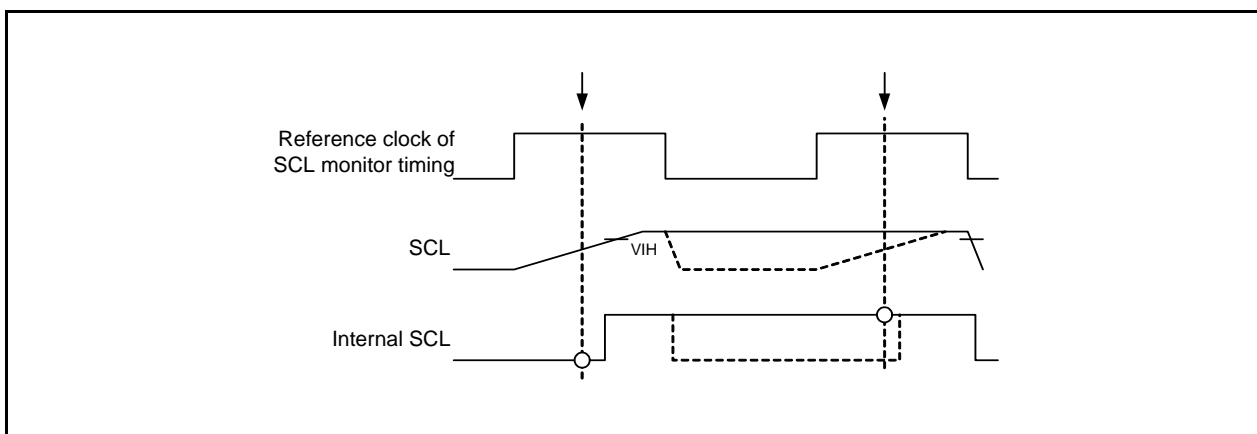 Reference clock of
SCL monitor timing
SCL
VIH
Internal SCL